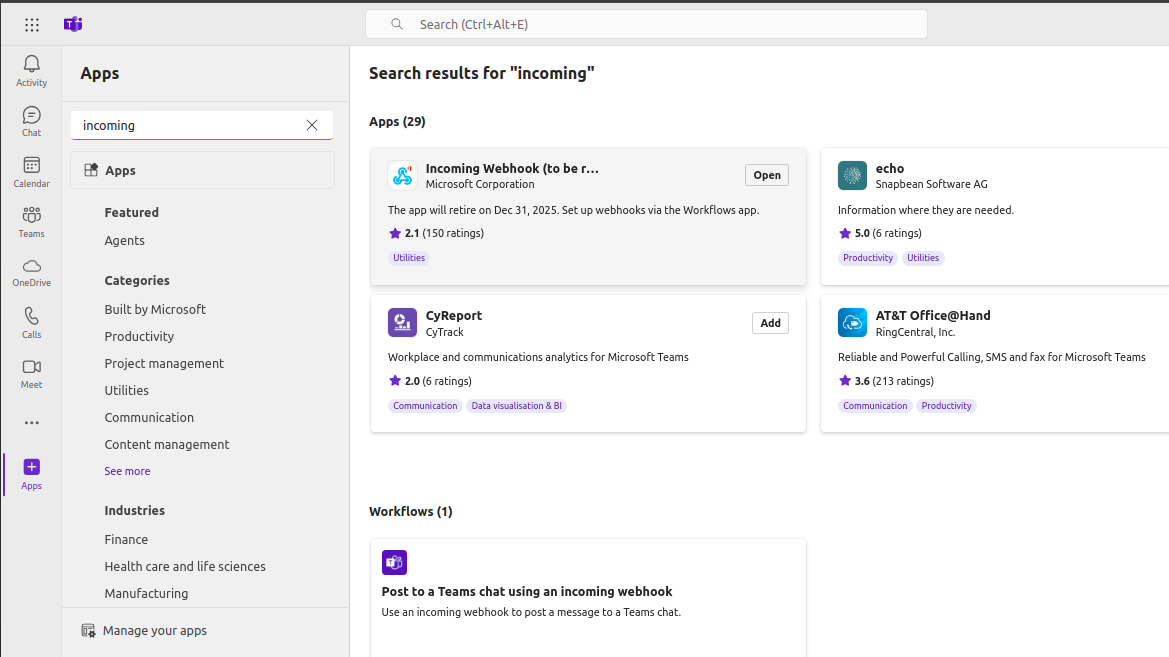 Search (Ctrl+Alt+E)
Activity
Chat
Calendar
Teams
OneDrive
Calls
Meet
Apps
Apps
incoming
Apps
Featured
Agents
Categories
Built by Microsoft
Productivity
Project management
Utilities
Communication
Content management
See more
Industries
Finance
Health care and life sciences
Manufacturing
Manage your apps
Search results for "incoming"
Apps (29)
Incoming Webhook (to be r...
Microsoft Corporation
Open
The app will retire on Dec 31, 2025. Set up webhooks via the Workflows app.
2.1 (150 ratings)
Utilities
echo
Snapbean Software AG
Information where they are needed.
5.0 (6 ratings)
Productivity Utilities
CyReport
CyTrack
Add
Workplace and communications analytics for Microsoft Teams
2.0 (6 ratings)
Communication Data visualisation & BI
AT&T Office@Hand
RingCentral, Inc.
Reliable and Powerful Calling, SMS and fax for Microsoft Teams
3.6 (213 ratings)
Communication Productivity
Workflows (1)
Post to a Teams chat using an incoming webhook
Use an incoming webhook to post a message to a Teams chat.